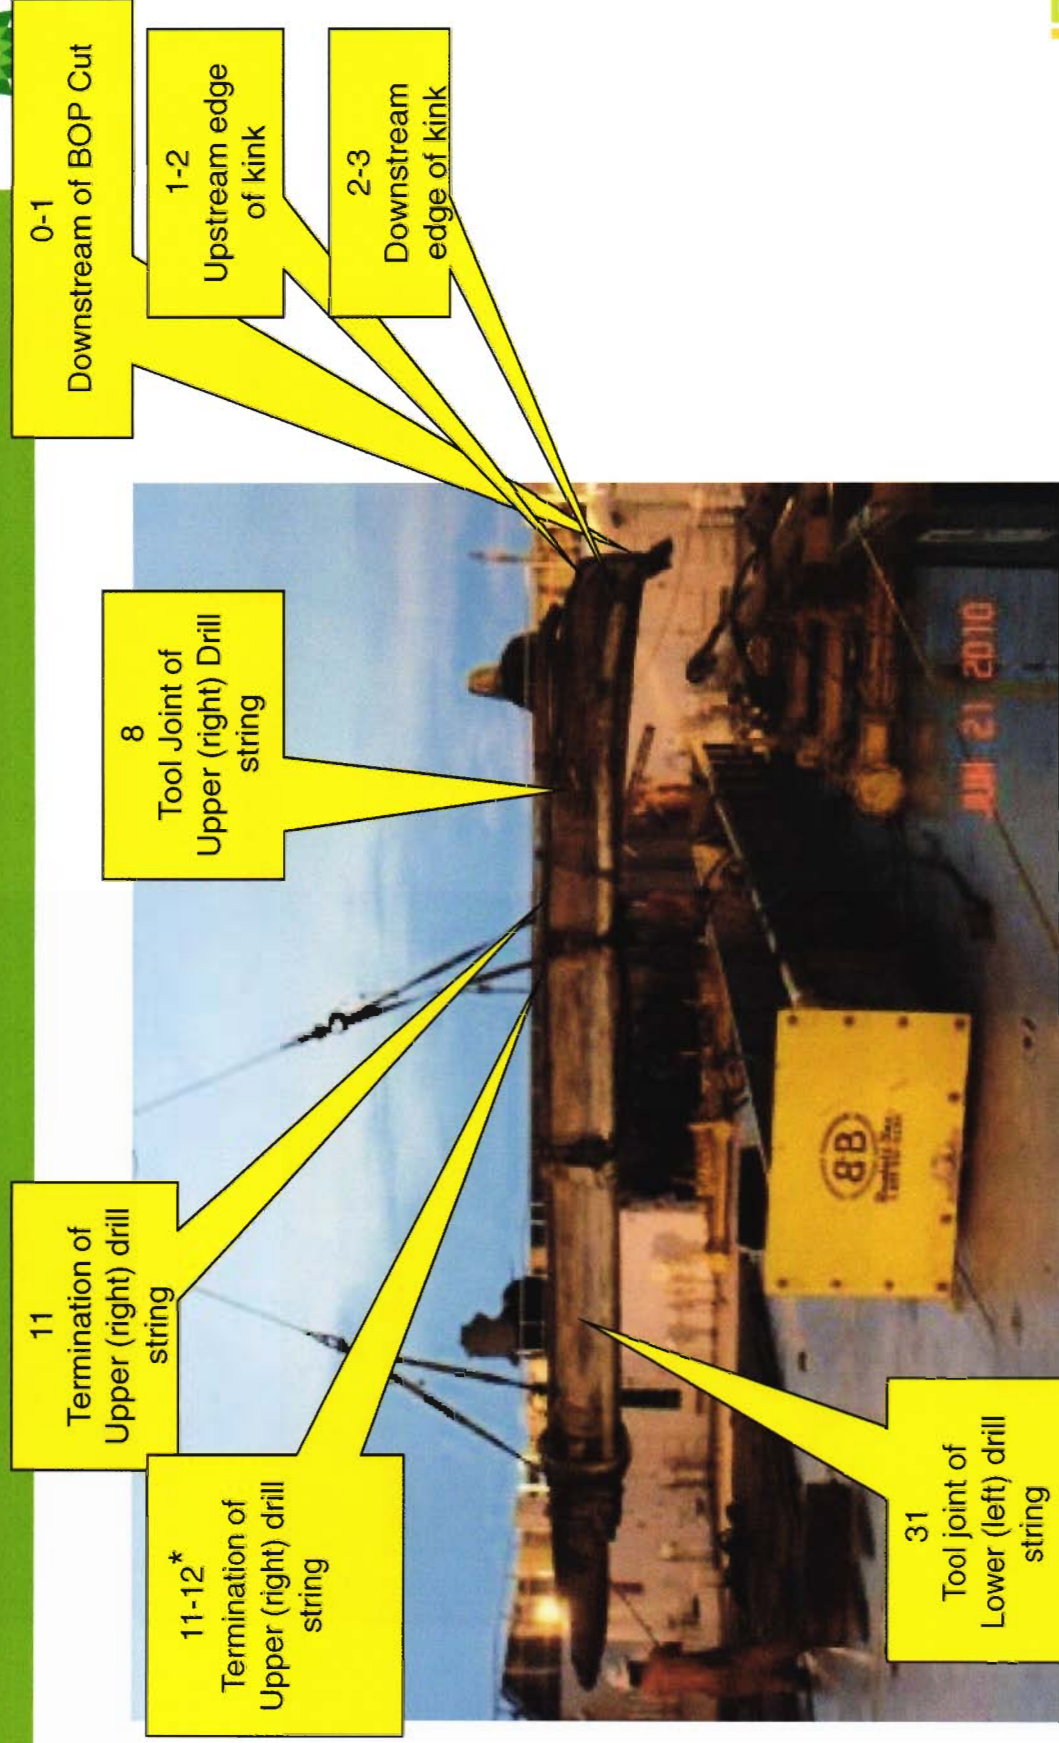 11
Termination of
Upper (right) drill
string
11-12*
Termination of
Upper (right) drill
string
8
Tool Joint of
Upper (right) Drill
string
0-1
Downstream of BOP Cut
1-2
Upstream edge
of kink
2-3
Downstream
edge of kink
31
Tool joint of
Lower (left) drill
string
BB
JUN 21 2010